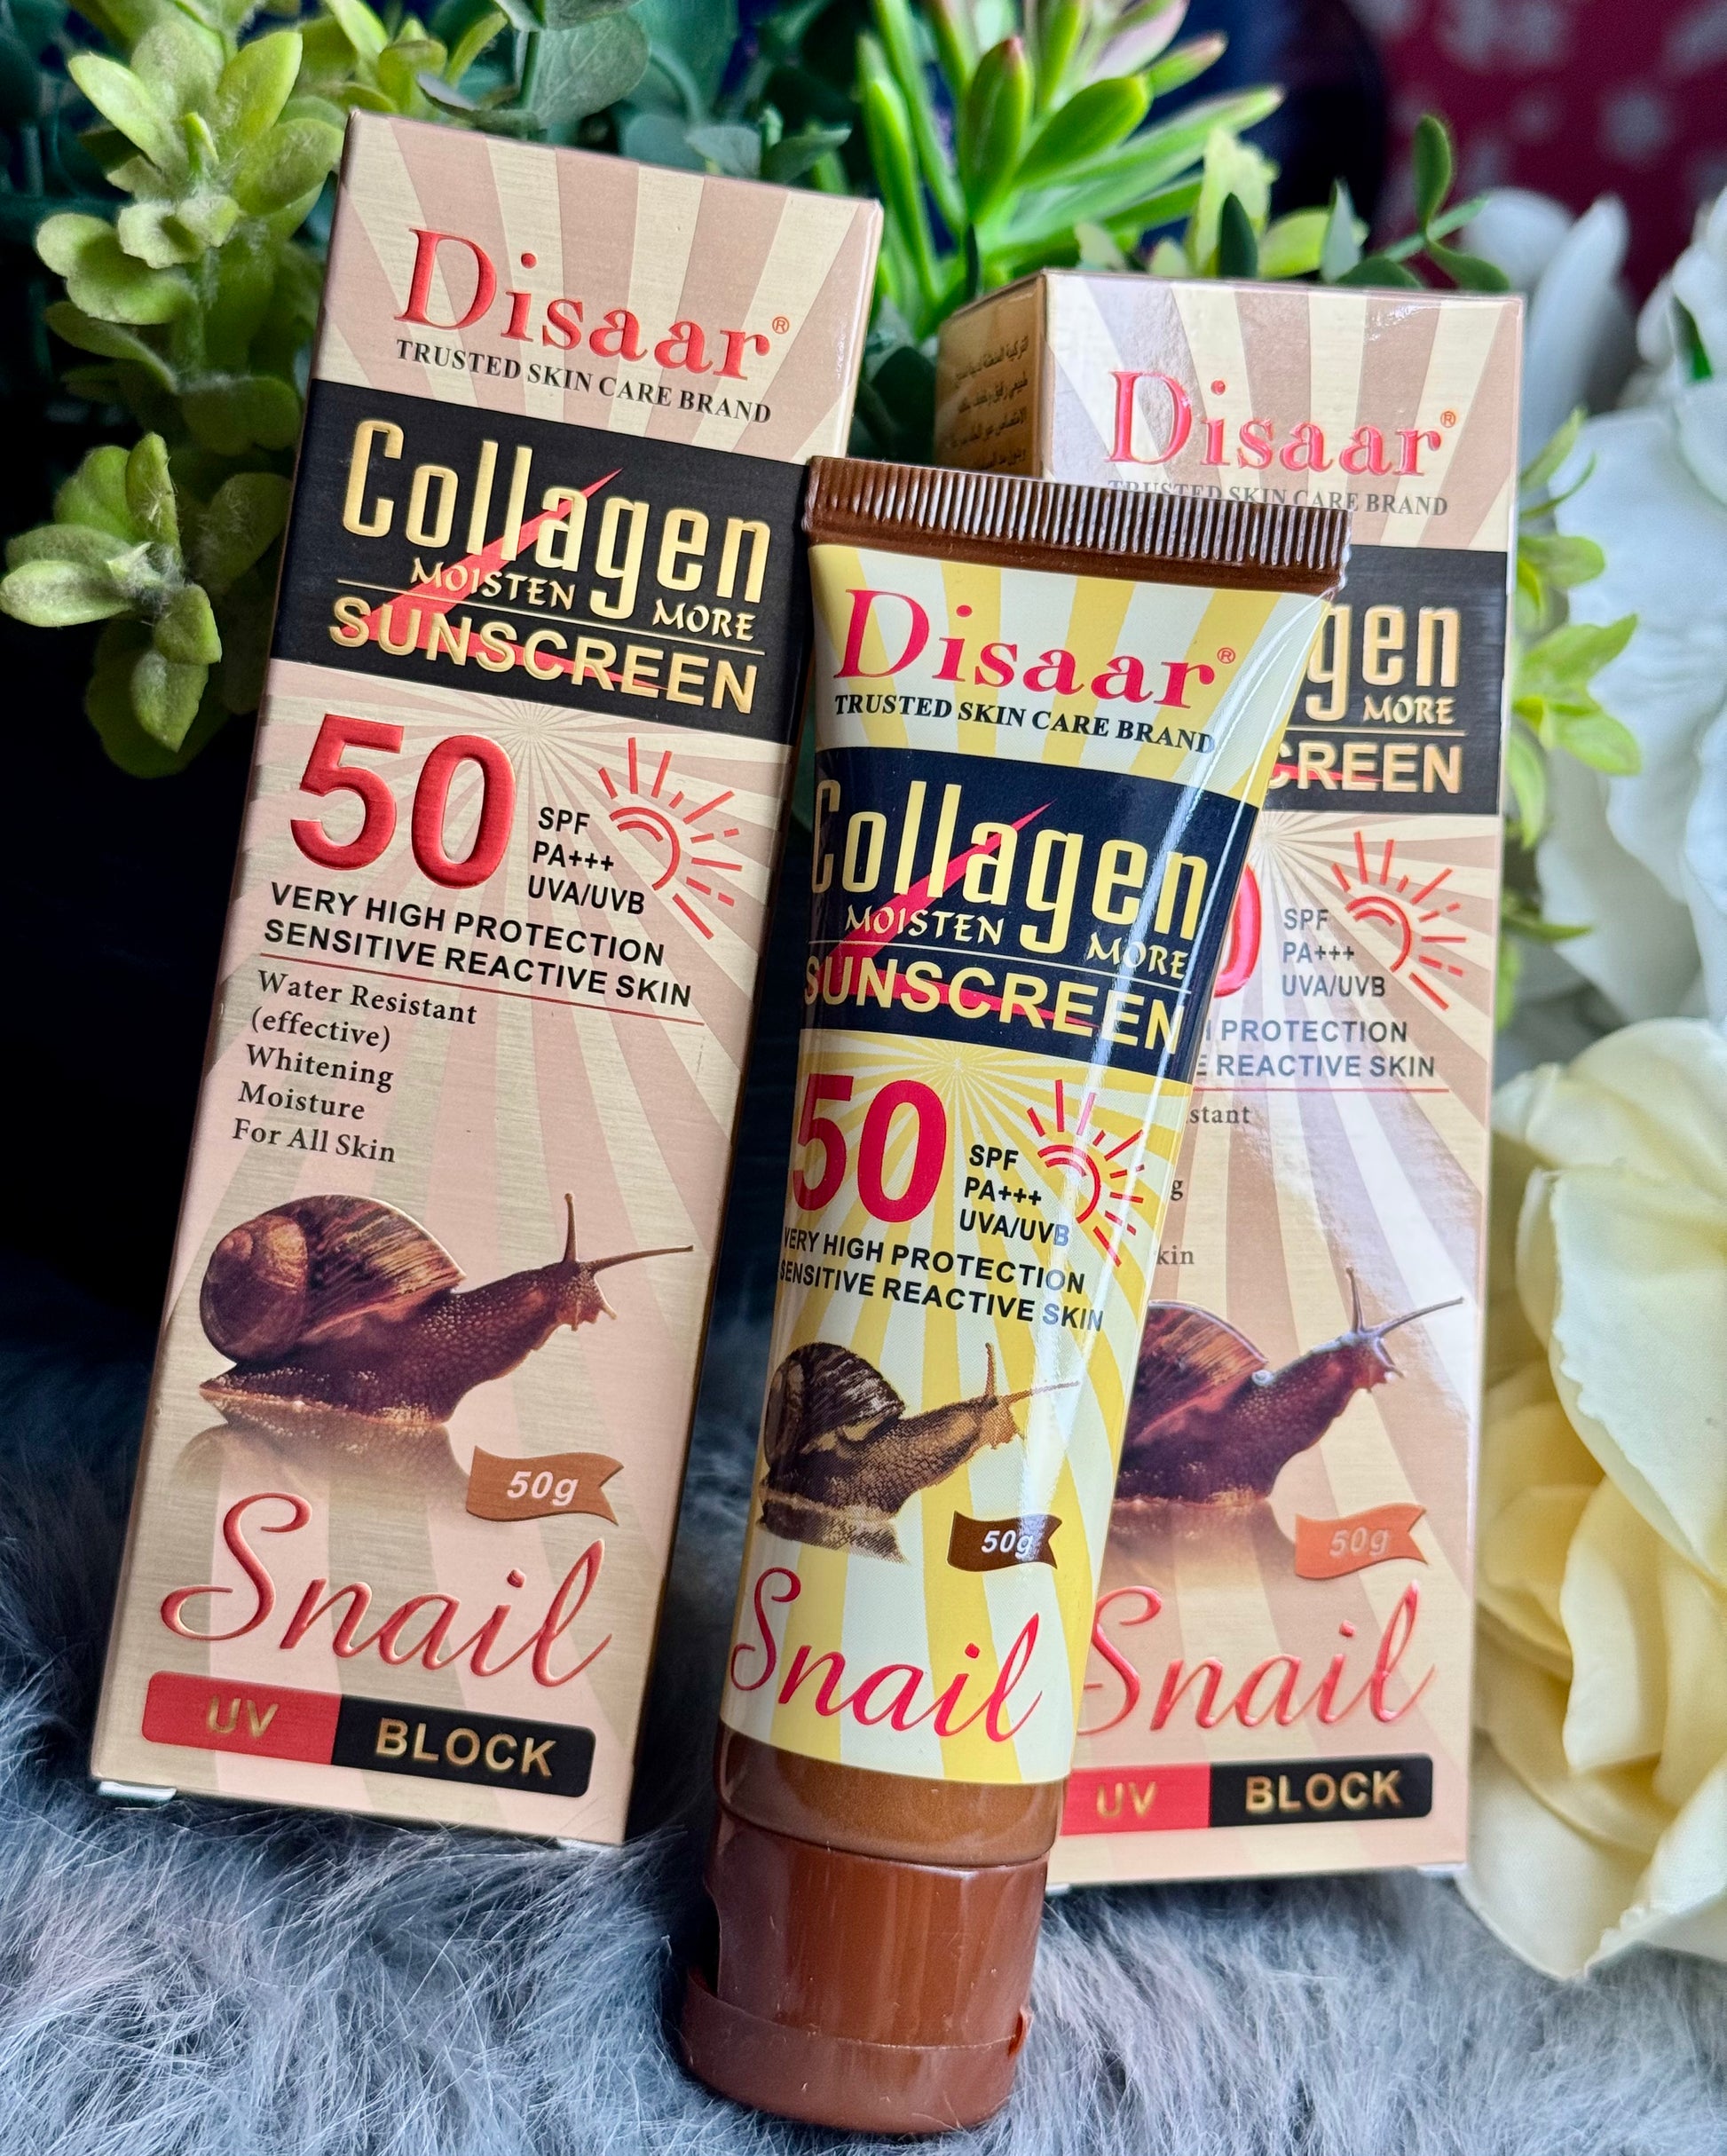 Disaar®
TRUSTED SKIN CARE BRAND
Collagen
MOISTEN MORE
SUNSCREEN
50
SPF
PA+++
UVA/UVB
VERY HIGH PROTECTION
SENSITIVE REACTIVE SKIN
Water Resistant
(effective)
Whitening
Moisture
For All Skin
50g
Snail
UV BLOCK
Disaar®
TRUSTED SKIN CARE BRAND
Collagen
MOISTEN MORE
SUNSCREEN
50
SPF
PA+++
UVA/UVB
VERY HIGH PROTECTION
SENSITIVE REACTIVE SKIN
50g
Snail
Disaar®
TRUSTED SKIN CARE BRAND
gen
MORE
CREEN
0
SPF
PA+++
UVA/UVB
PROTECTION
E REACTIVE SKIN
stant
g
kin
50g
Snail
UV BLOCK